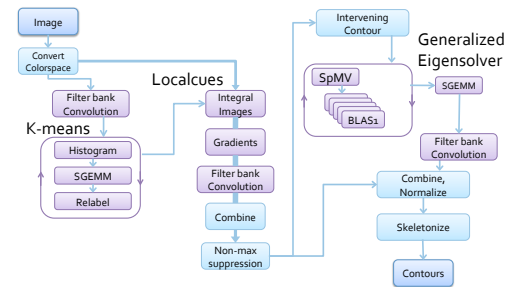 Image
Convert
Colorspace
Filter bank
Convolution
K-means
Histogram
SGEMM
Relabel
Localcues
Integral
Images
Gradients
Filter bank
Convolution
Combine
Non-max
suppression
Intervening
Contour
Generalized
Eigensolver
SpMV
BLAS1
SGEMM
Filter bank
Convolution
Combine,
Normalize
Skeletonize
Contours